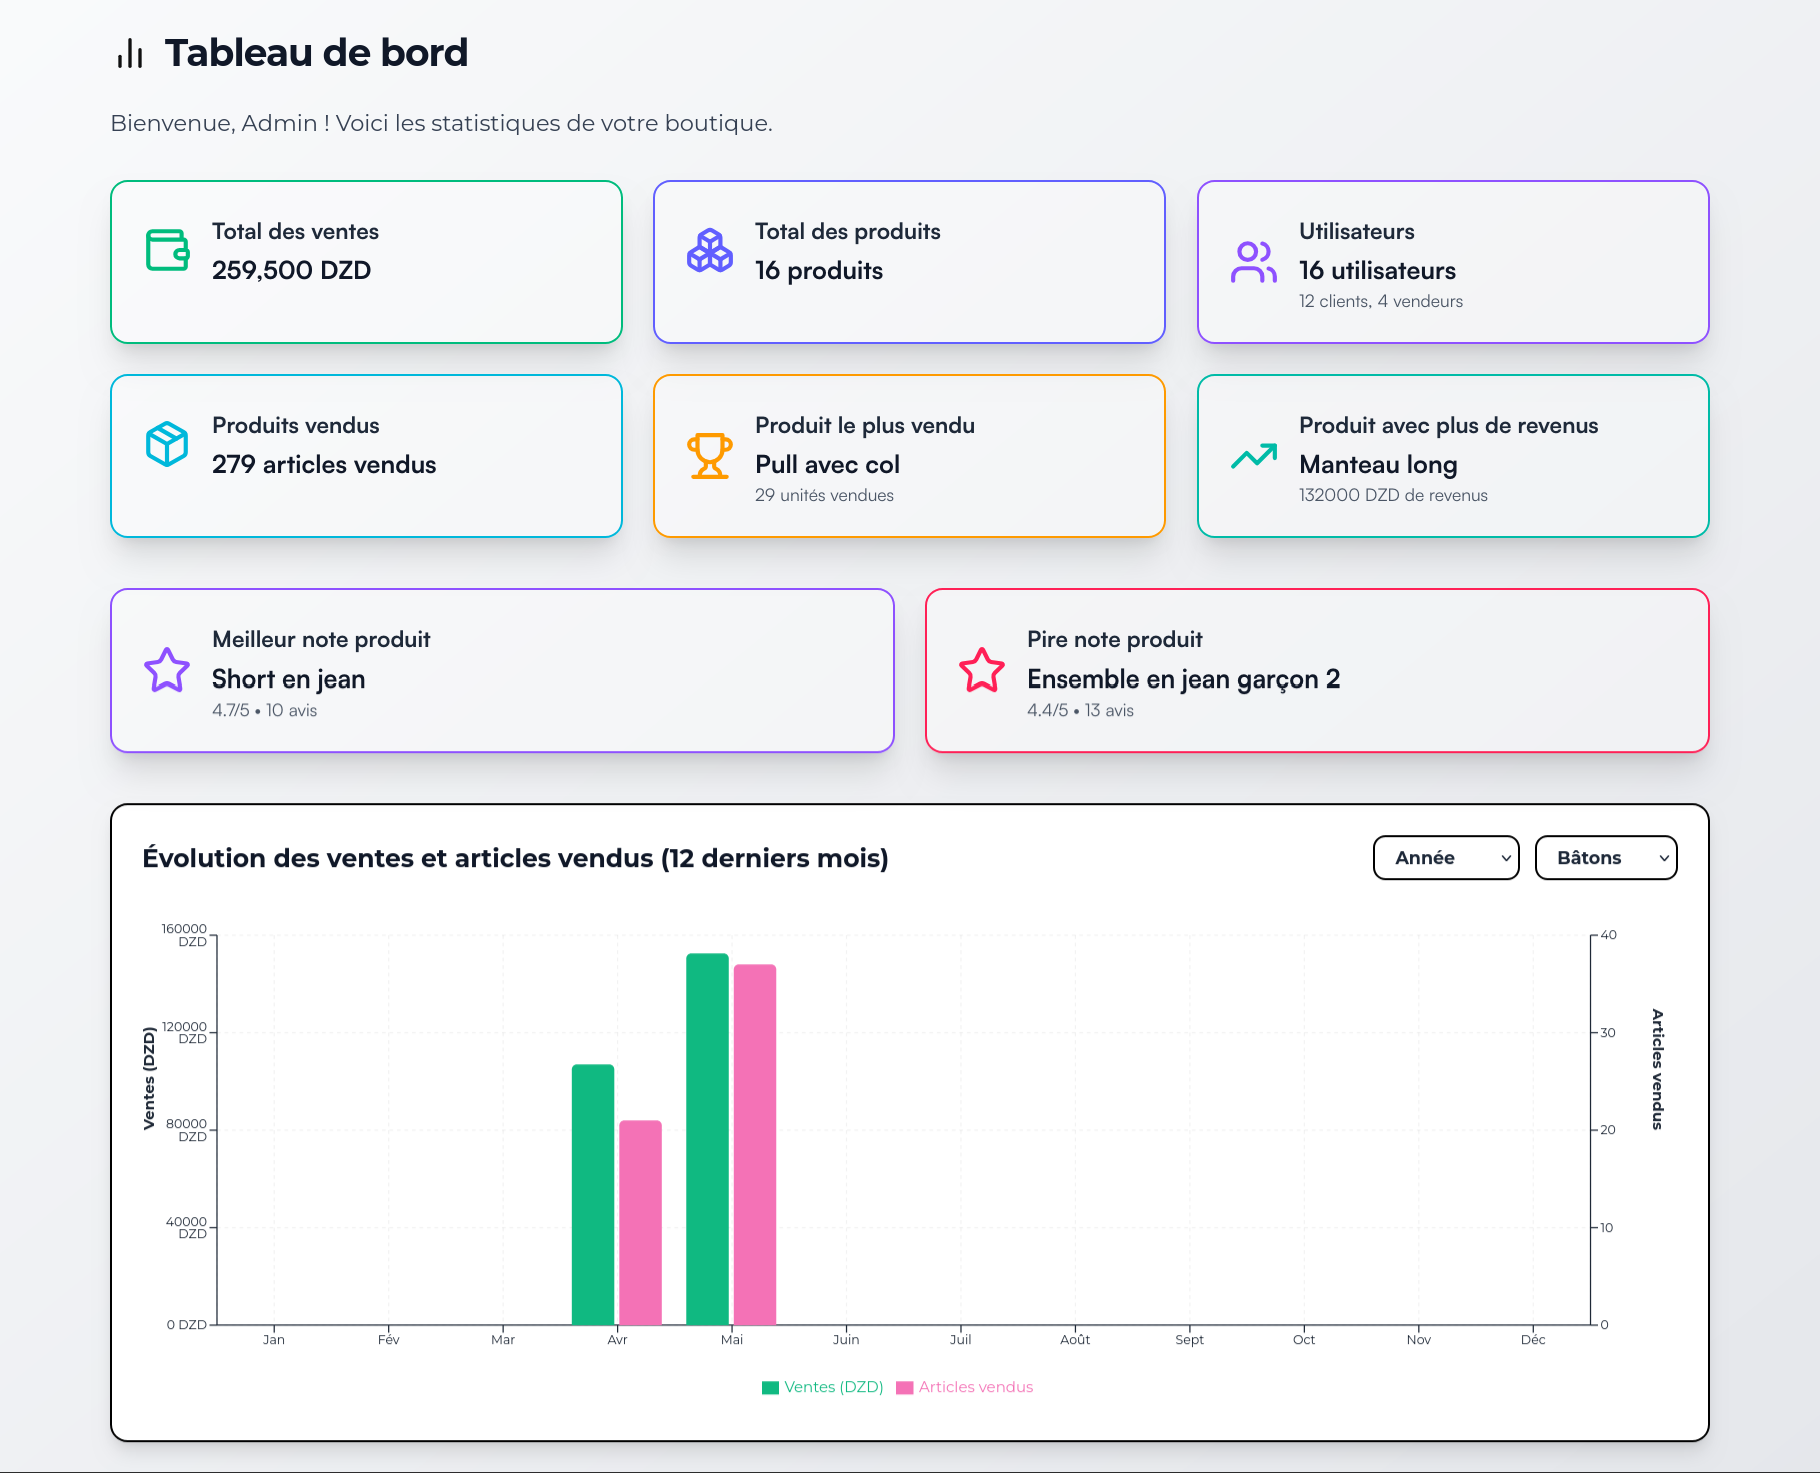 Tableau de bord
Bienvenue, Admin ! Voici les statistiques de votre boutique.
Total des ventes
259,500 DZD
Total des produits
16 produits
Utilisateurs
16 utilisateurs
12 clients, 4 vendeurs
Produits vendus
279 articles vendus
Produit le plus vendu
Pull avec col
29 unités vendues
Produit avec plus de revenus
Manteau long
132000 DZD de revenus
Meilleur note produit
Short en jean
4.7/5 • 10 avis
Pire note produit
Ensemble en jean garçon 2
4.4/5 • 13 avis
Évolution des ventes et articles vendus (12 derniers mois)
Année
Bâtons
Ventes (DZD)
160000
DZD
120000
DZD
80000
DZD
40000
DZD
0 DZD
40
30
20
10
0
Articles vendus
Jan
Fév
Mar
Avr
Mai
Juin
Juil
Août
Sept
Oct
Nov
Déc
Ventes (DZD)
Articles vendus